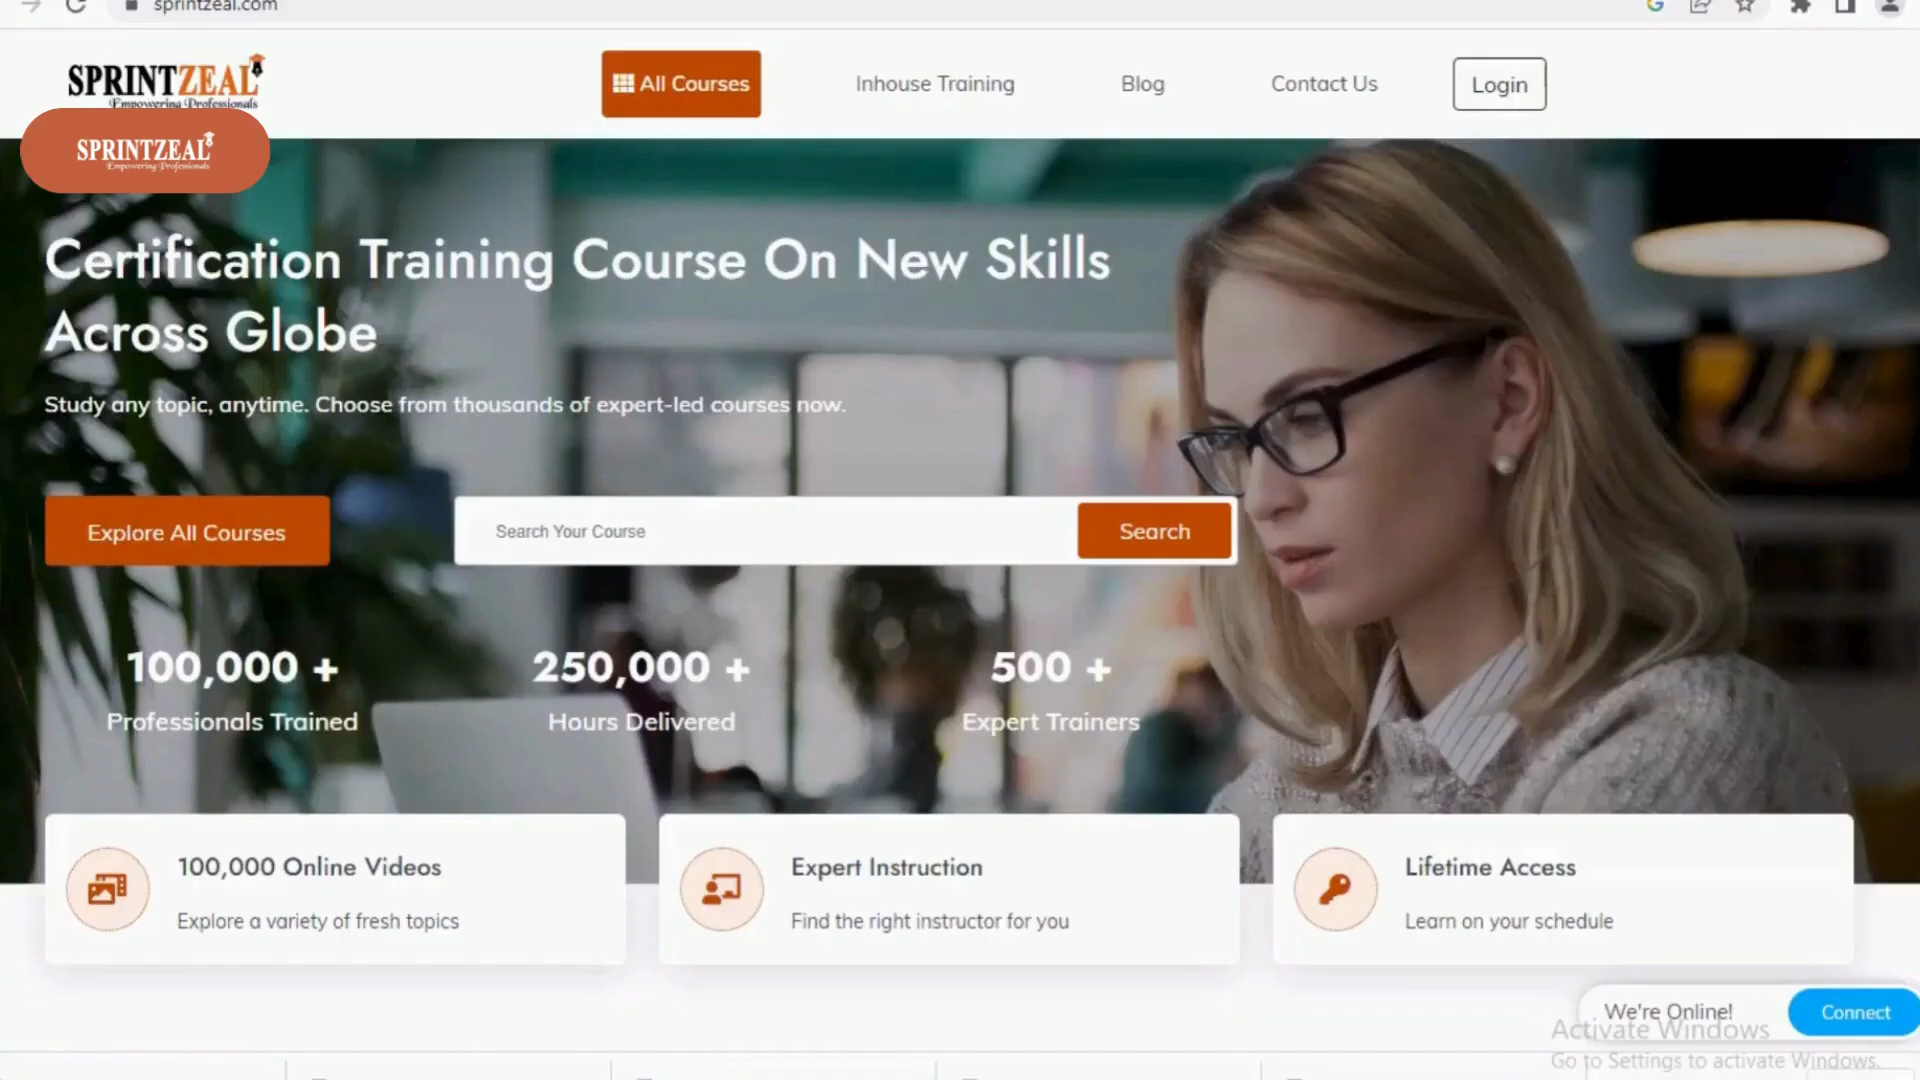 sprintzeal.com
SPRINTZEAL
Empowering Professionals
All Courses
Inhouse Training
Blog
Contact Us
Login
SPRINTZEAL
Empowering Professionals
Certification Training Course On New Skills
Across Globe
Study any topic, anytime. Choose from thousands of expert-led courses now.
Explore All Courses
Search Your Course
Search
100,000 +
250,000 +
500 +
Professionals Trained
Hours Delivered
Expert Trainers
100,000 Online Videos
Explore a variety of fresh topics
Expert Instruction
Find the right instructor for you
Lifetime Access
Learn on your schedule
We're Online!
Connect
Activate Windows
Go to Settings to activate Windows.